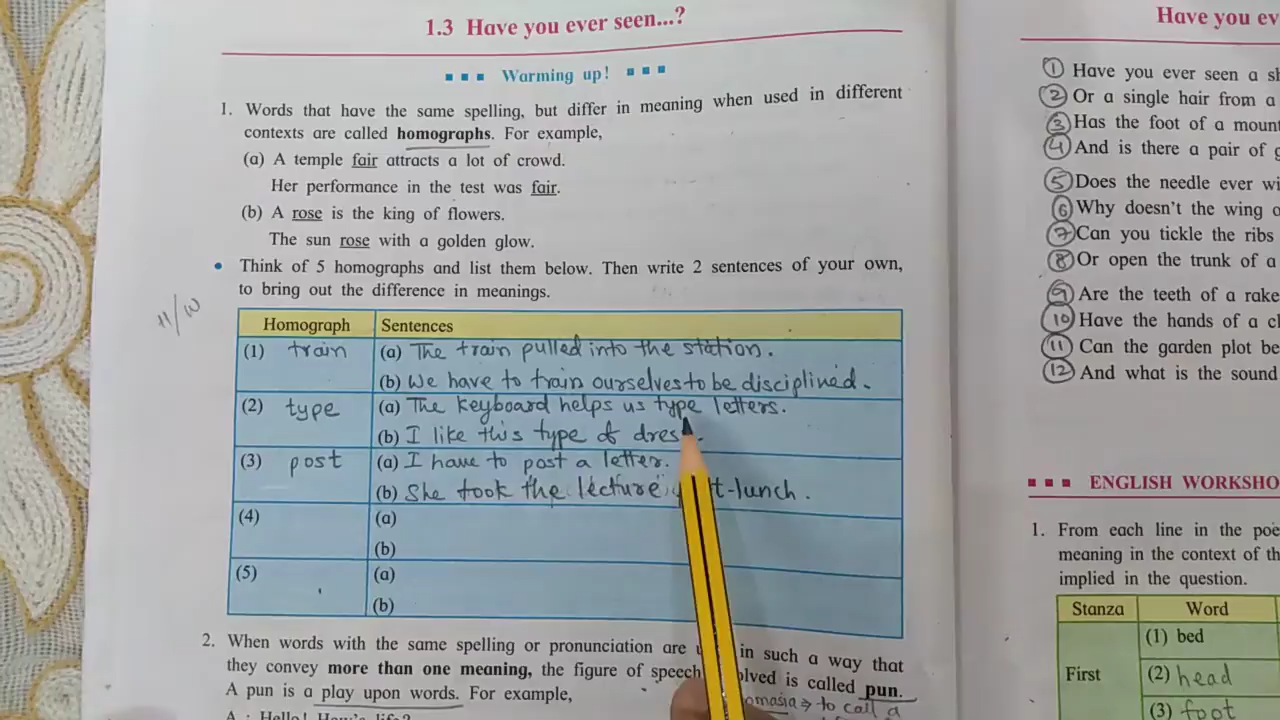 1.3 Have you ever seen...?
Warming up!
1. Words that have the same spelling, but differ in meaning when used in different
contexts are called homographs. For example,
(a) A temple fair attracts a lot of crowd.
Her performance in the test was fair.
(b) A rose is the king of flowers.
The sun rose with a golden glow.
• Think of 5 homographs and list them below. Then write 2 sentences of your own,
to bring out the difference in meanings.
H/W
Homograph Sentences
(1) train (a) The train pulled into the station.
(b) We have to train ourselves to be disciplined.
(2) type (a) The keyboard helps us type letters.
(b) I like this type of
(3) post (a) I have to post a letter.
(b) She took the lecture t-lunch.
(4) (a)
(b)
(5) (a)
(b)
2. When words with the same spelling or pronunciation are in such a way that
they convey more than one meaning, the figure of speech is called pun.
A pun is a play upon words. For example,
⇒ to call a
A : Hello! How's life?
Have you ev
① Have you ever seen a sh
② Or a single hair from a
③ Has the foot of a mount
④ And is there a pair of g
⑤ Does the needle ever wi
⑥ Why doesn't the wing o
⑦ Can you tickle the ribs
⑧ Or open the trunk of a
⑨ Are the teeth of a rake
⑩ Have the hands of a cl
⑪ Can the garden plot be
⑫ And what is the sound
ENGLISH WORKSHO
1. From each line in the poe
meaning in the context of th
implied in the question.
Stanza Word
First (1) bed
(2) head
(3) foot